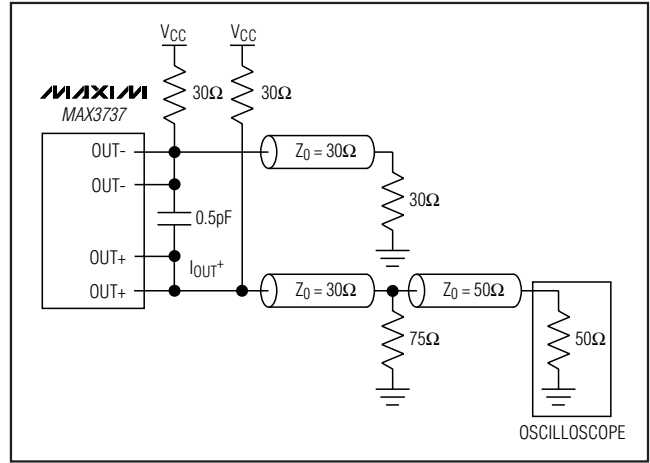 VCC VCC
MAXIM
MAX3737
30Ω 30Ω
OUT-
Z0 = 30Ω
OUT-
30Ω
0.5pF
OUT+
IOUT+
OUT+
Z0 = 30Ω
Z0 = 50Ω
75Ω
50Ω
OSCILLOSCOPE